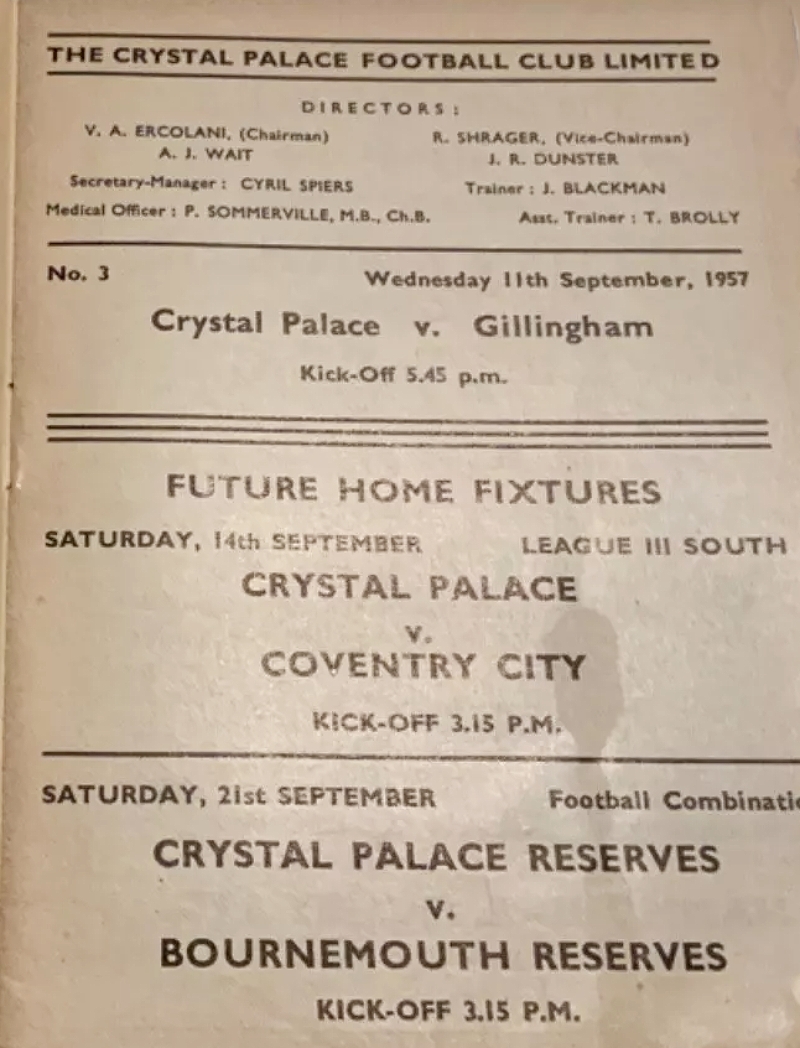 THE CRYSTAL PALACE FOOTBALL CLUB LIMITED
DIRECTORS:
V. A. ERCOLANI, (Chairman) R. SHRAGER, (Vice-Chairman)
A. J. WAIT J. R. DUNSTER
Secretary-Manager : CYRIL SPIERS Trainer : J. BLACKMAN
Medical Officer : P. SOMMERVILLE, M.B., Ch.B. Asst. Trainer : T. BROLLY
No. 3 Wednesday 11th September, 1957
Crystal Palace v. Gillingham
Kick-Off 5.45 p.m.
FUTURE HOME FIXTURES
SATURDAY, 14th SEPTEMBER LEAGUE III SOUTH
CRYSTAL PALACE
v.
COVENTRY CITY
KICK-OFF 3.15 P.M.
SATURDAY, 21st SEPTEMBER Football Combinati
CRYSTAL PALACE RESERVES
v.
BOURNEMOUTH RESERVES
KICK-OFF 3.15 P.M.